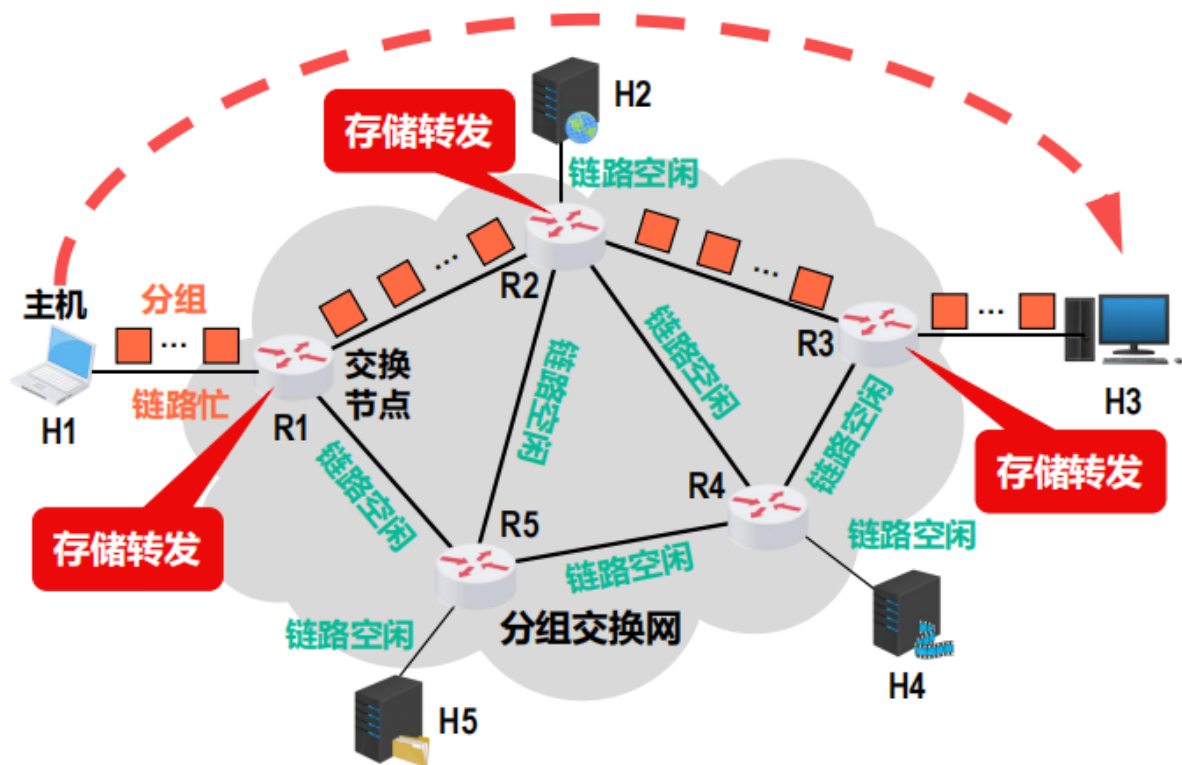 H2
存储转发
链路空闲
主机
分组
…
…
R2
…
…
R3
链路忙
H1
交换
节点
R1
链路空闲
链路空闲
链路空闲
链路空闲
H3
存储转发
存储转发
R4
R5
链路空闲
链路空闲
链路空闲
分组交换网
H4
H5